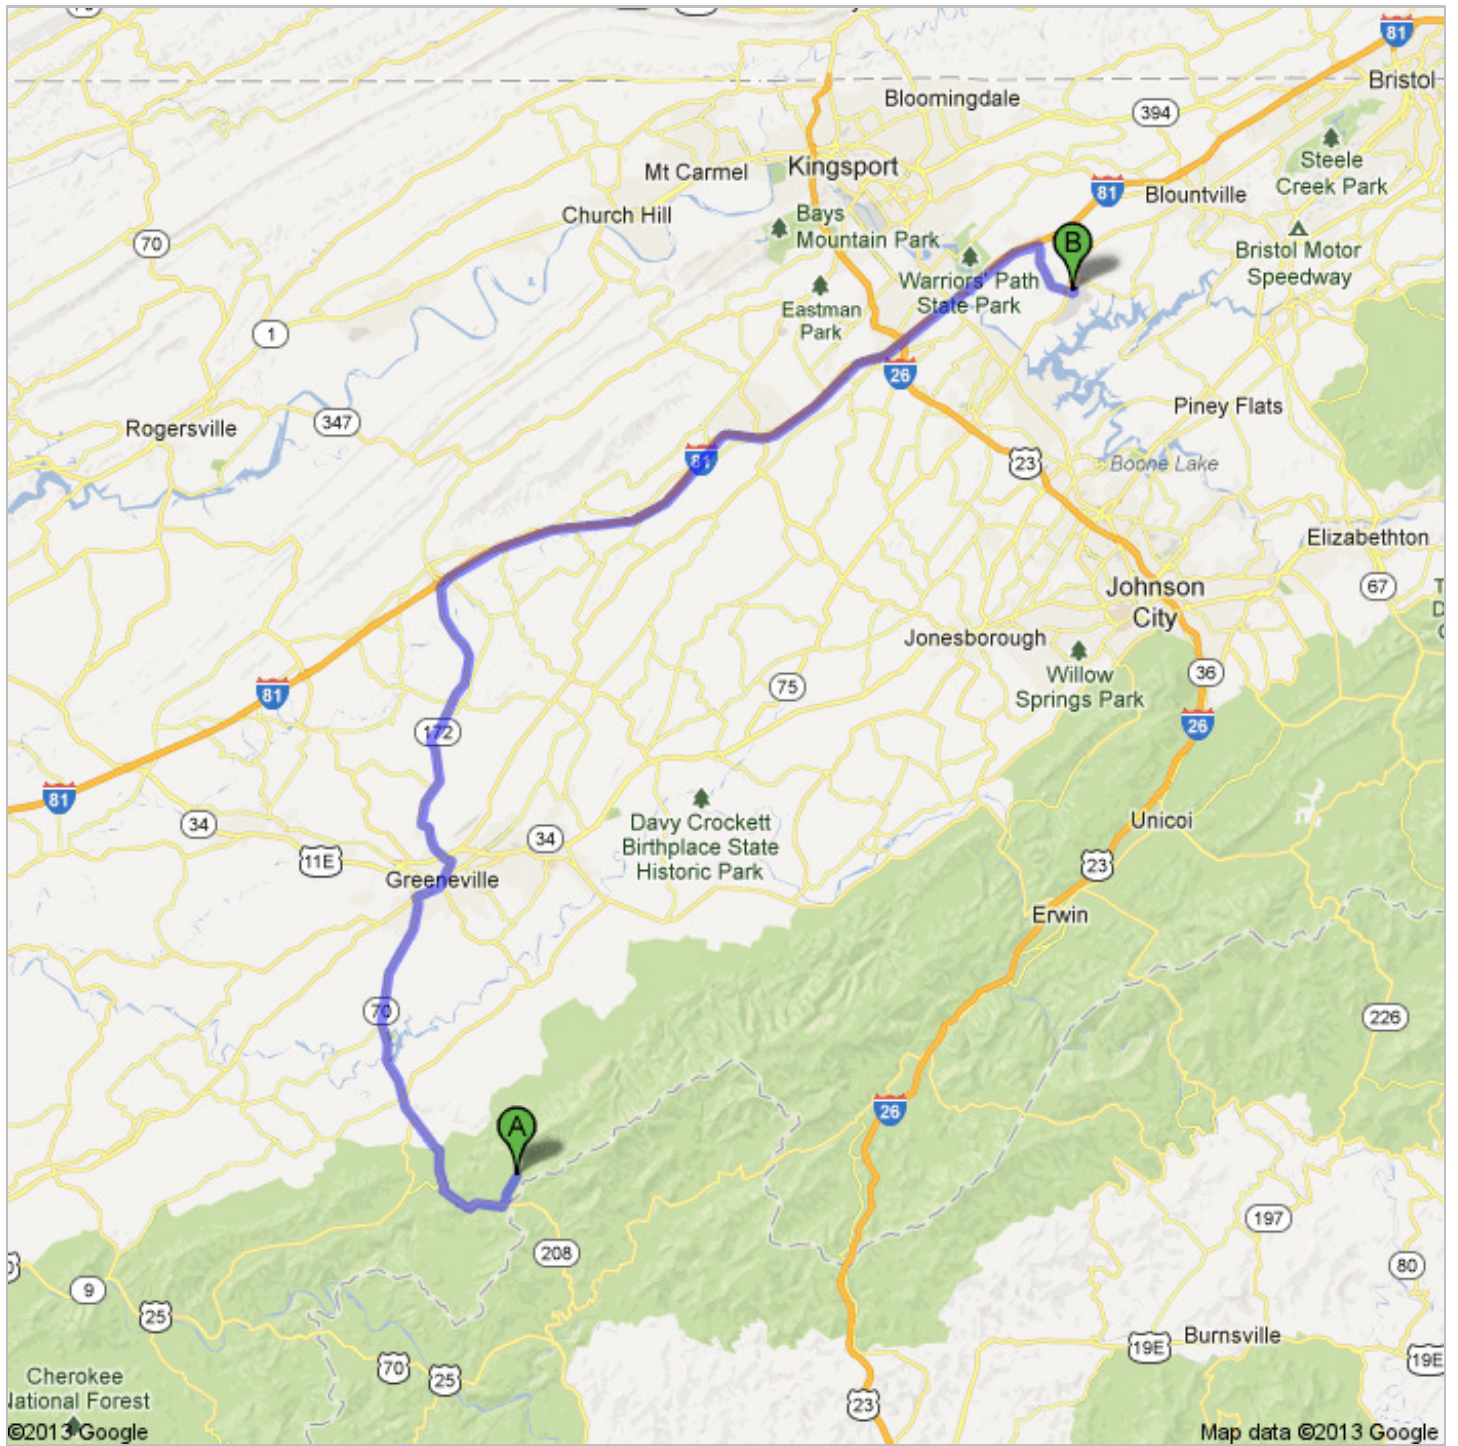 81
Bristol
Bloomingdale
394
Kingsport
Mt Carmel
Steele
Creek Park
81
Blountville
Church Hill
Bays
Mountain Park
70
B
Bristol Motor
Speedway
Warriors' Path
State Park
Eastman
Park
1
26
Piney Flats
347
Rogersville
81
23
Boone Lake
Elizabethton
Johnson
City
67
Jonesborough
Willow
Springs Park
36
75
81
172
26
81
34
Davy Crockett
Birthplace State
Historic Park
34
Unicoi
11E
23
Greeneville
Erwin
70
226
A
26
197
208
80
9
25
Burnsville
19E
19E
70
25
Cherokee
National Forest
23
©2013 Google
Map data ©2013 Google